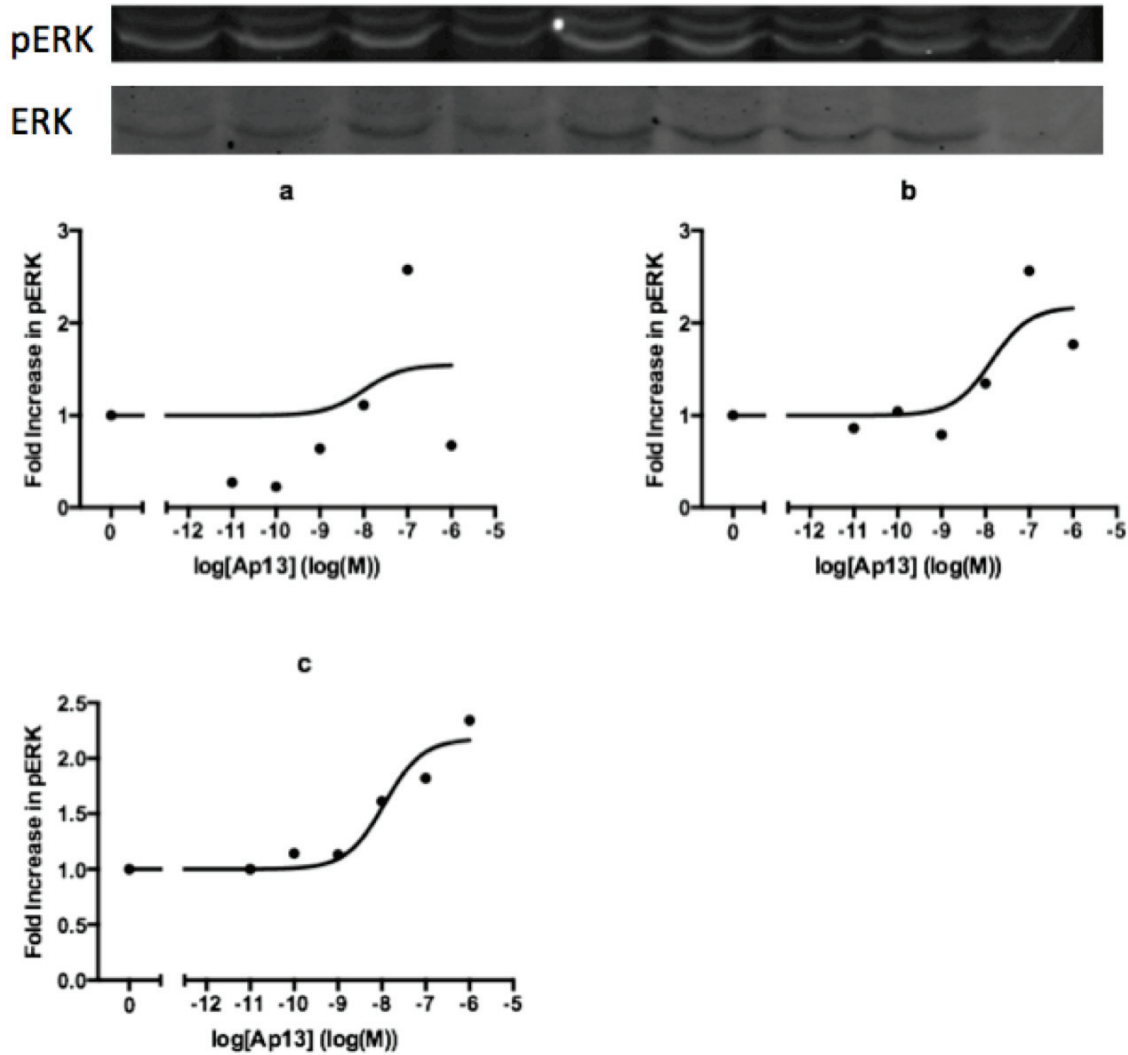 pERK
ERK
a
Fold Increase in pERK
3
2
1
0
0 -12 -11 -10 -9 -8 -7 -6 -5
log[Ap13] (log(M))
b
Fold Increase in pERK
3
2
1
0
0 -12 -11 -10 -9 -8 -7 -6 -5
log[Ap13] (log(M))
c
Fold Increase in pERK
2.5
2.0
1.5
1.0
0.5
0.0
0 -12 -11 -10 -9 -8 -7 -6 -5
log[Ap13] (log(M))